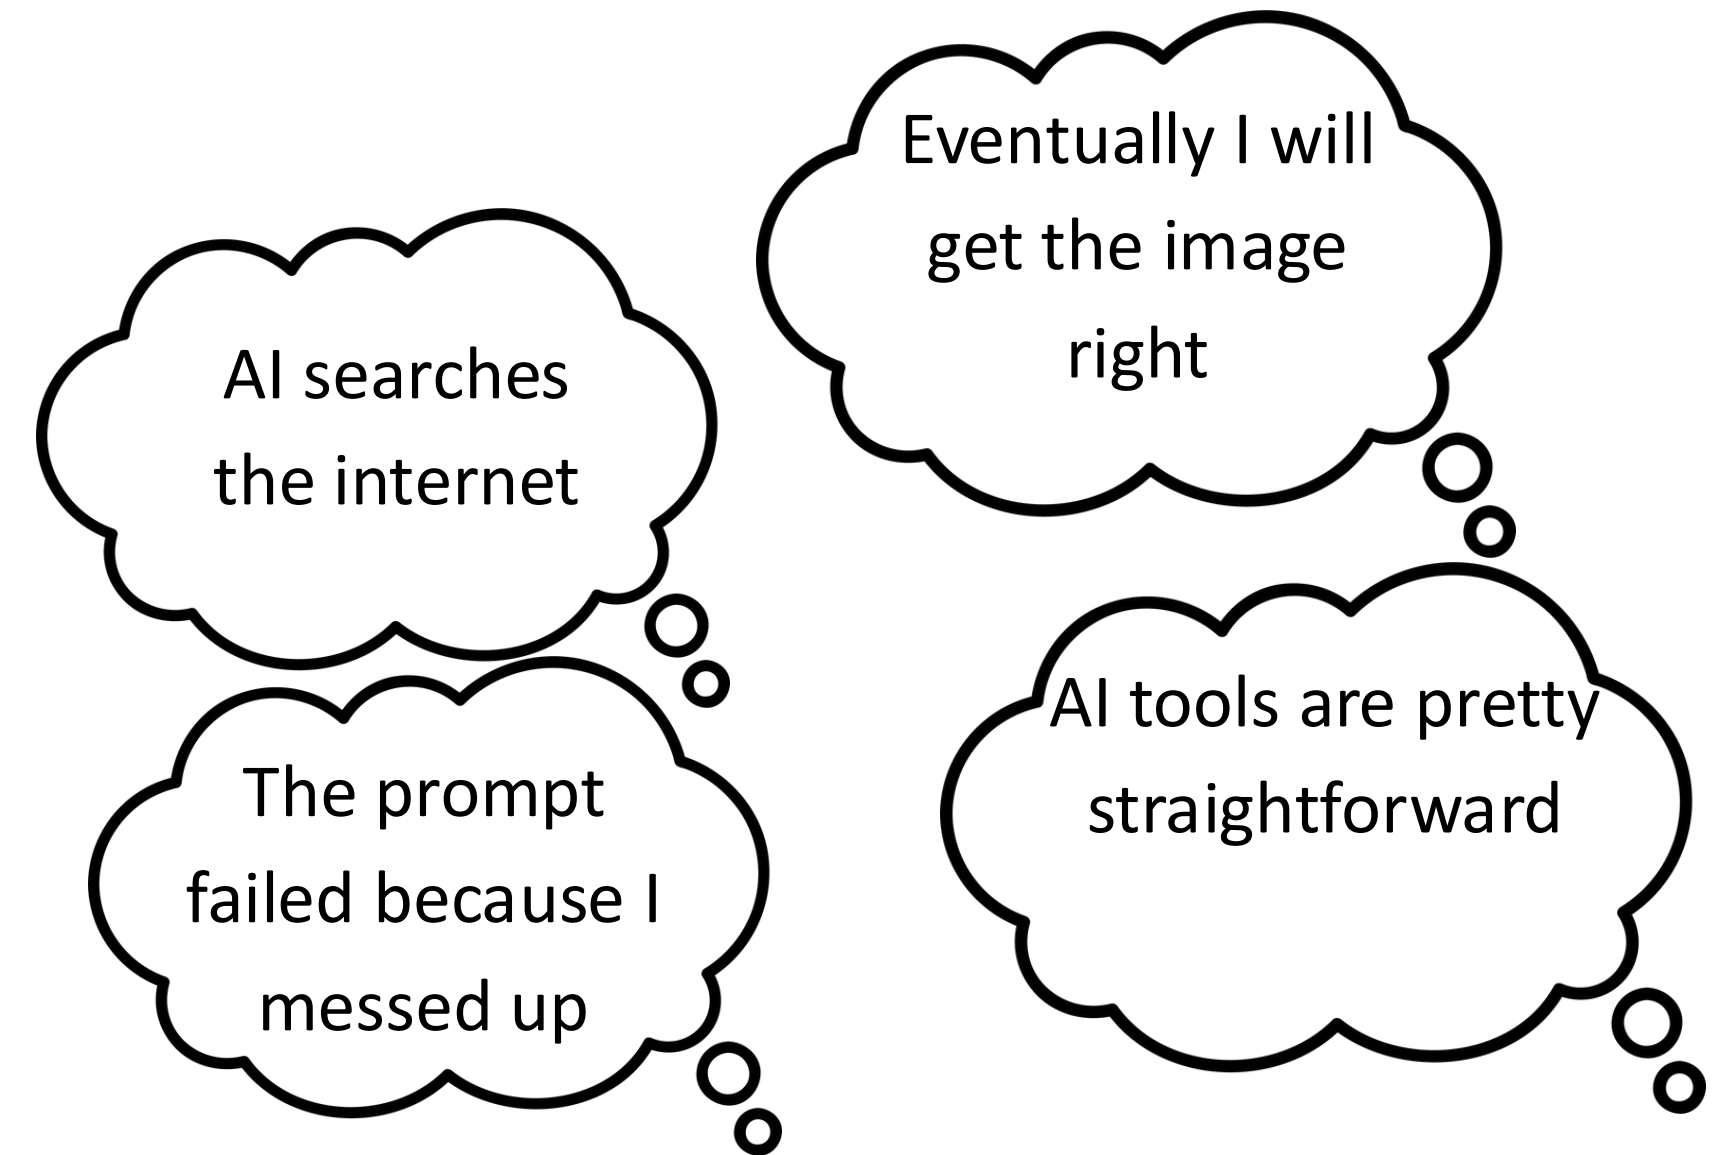 AI searches
the internet
The prompt
failed because I
messed up
Eventually I will
get the image
right
AI tools are pretty
straightforward